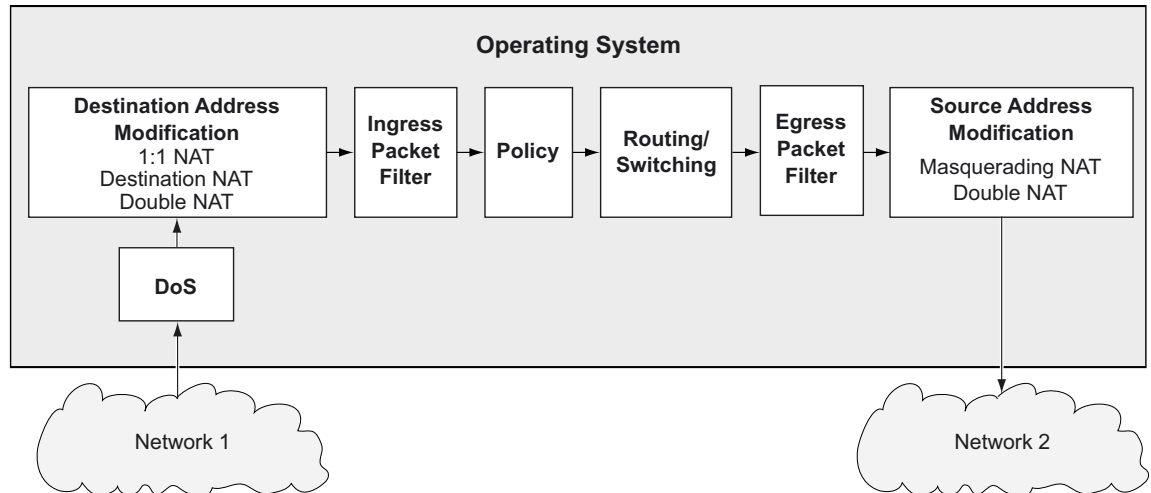 Operating System
Destination Address
Modification
1:1 NAT
Destination NAT
Double NAT
Ingress
Packet
Filter
Policy
Routing/
Switching
Egress
Packet
Filter
Source Address
Modification
Masquerading NAT
Double NAT
DoS
Network 1
Network 2